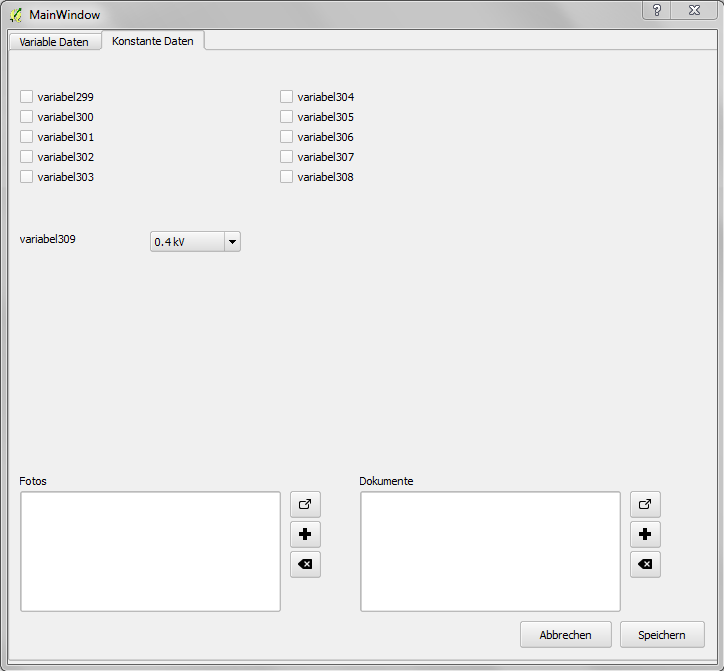 MainWindow
Variable Daten
Konstante Daten
variabel299
variabel300
variabel301
variabel302
variabel303
variabel304
variabel305
variabel306
variabel307
variabel308
variabel309
0.4 kV
Fotos
Dokumente
Abbrechen
Speichern